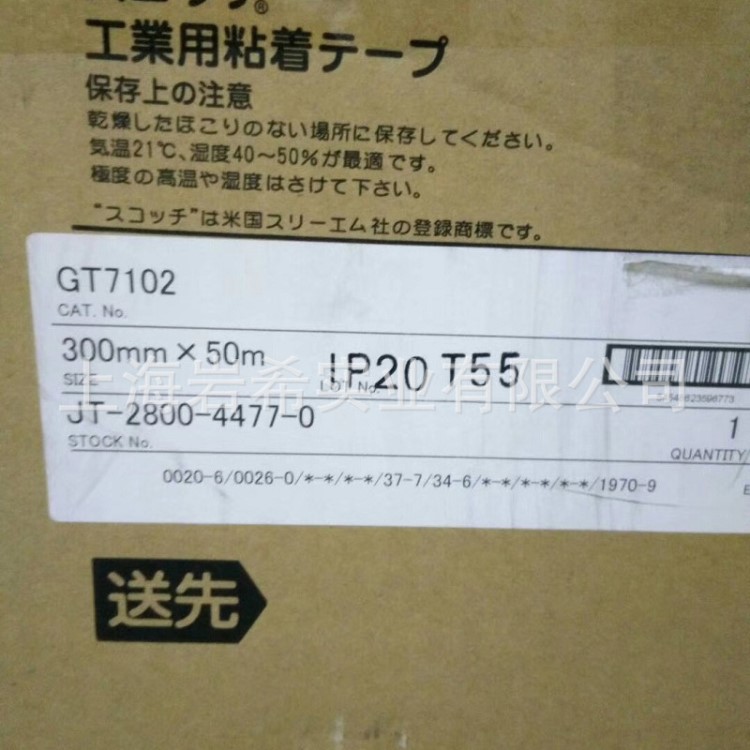 スコッチ®
工業用粘着テープ
保存上の注意
乾燥したほこりのない場所に保存してください。
気温21℃、湿度40～50%が最適です。
極度の高温や湿度はさけて下さい。
“スコッチ”は米国スリーエム社の登録商標です。
GT7102
CAT. No.
300mm×50m
SIZE
IP20 T55
LOT No.
JT-2800-4477-0
STOCK No.
1
QUANTITY/
0020-6/0026-0/*-*/*-*/37-7/34-6/*-*/*-*/*-*/1970-9
上海岩希实业有限公司
送先